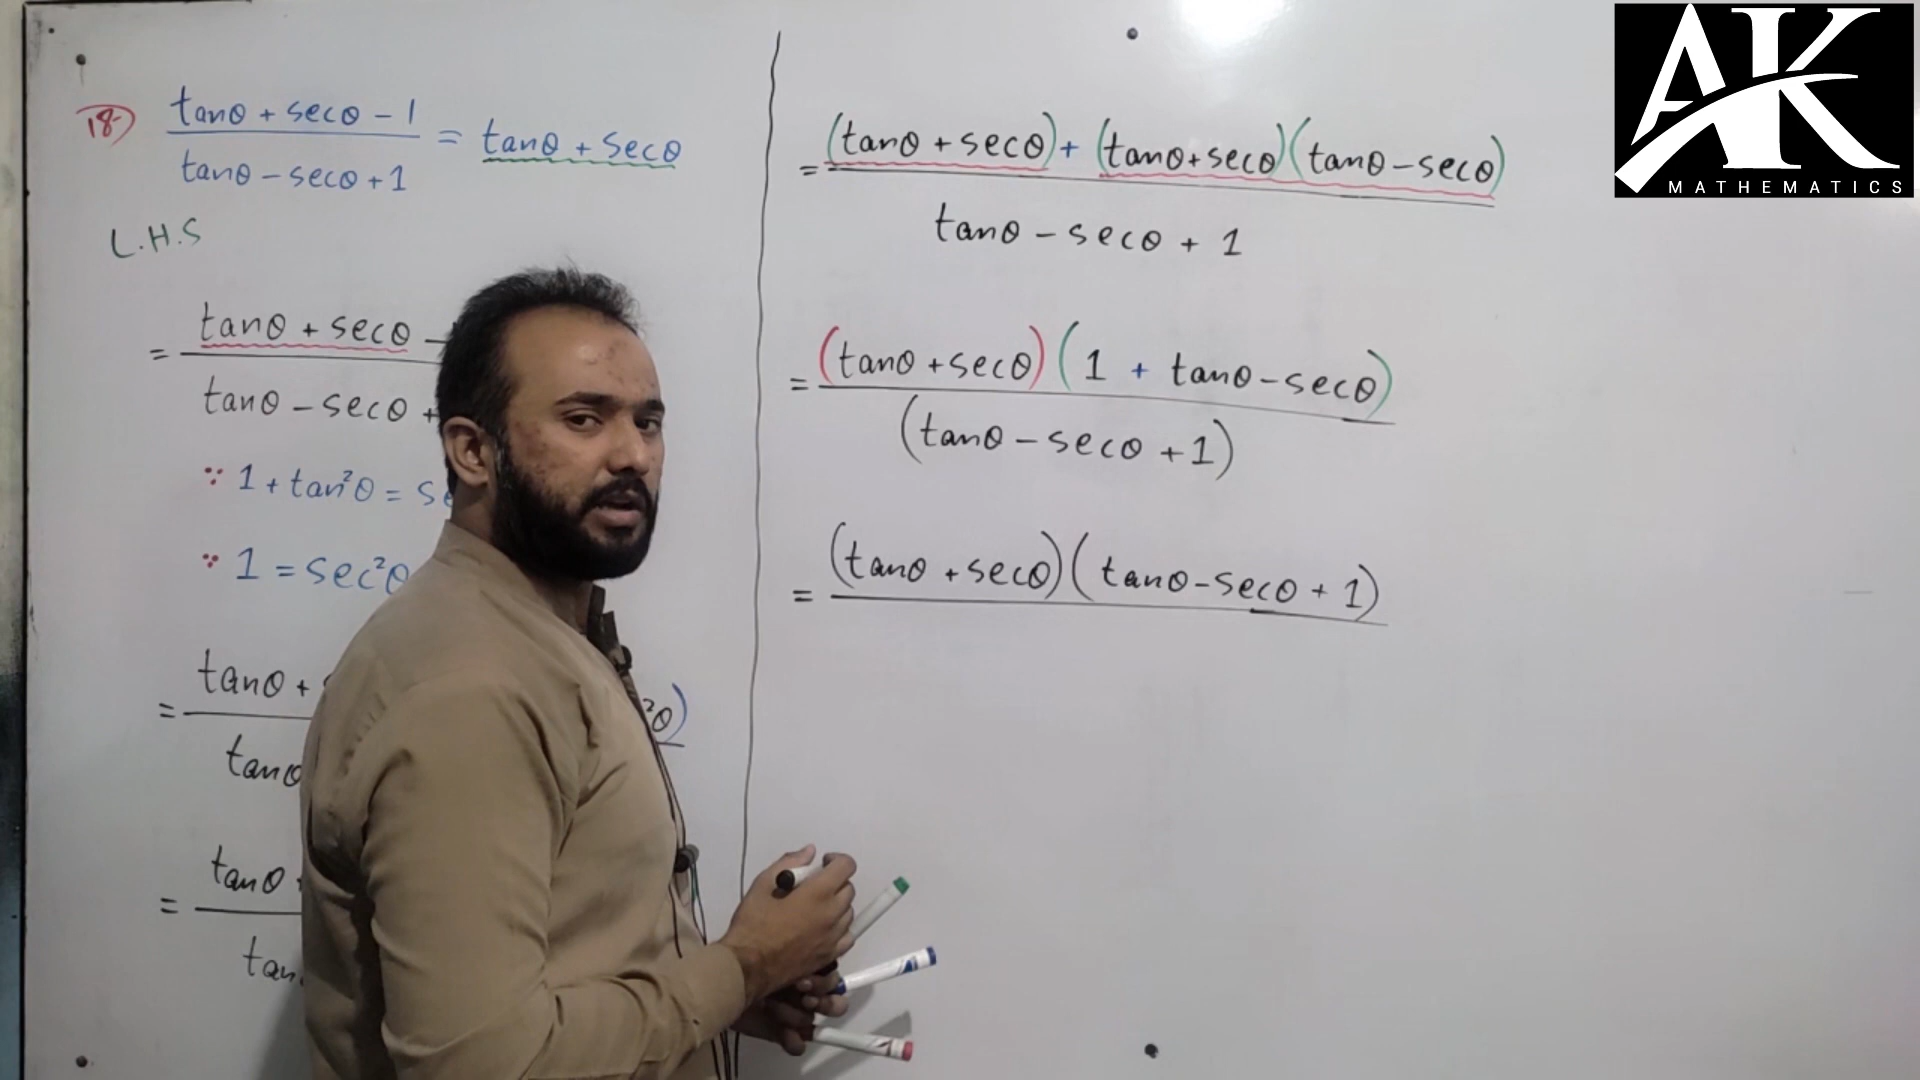 18) tanθ + secθ - 1 = tanθ + secθ
tanθ - secθ + 1
L.H.S
= tanθ + secθ -
tanθ - secθ +
∵ 1 + tan²θ =
∵ 1 = sec²θ
= tanθ + ²θ)
tanθ
= tanθ
tan
= (tanθ + secθ) + (tanθ + secθ)(tanθ - secθ)
tanθ - secθ + 1
= (tanθ + secθ)(1 + tanθ - secθ)
(tanθ - secθ + 1)
= (tanθ + secθ)(tanθ - secθ + 1)
AK
MATHEMATICS